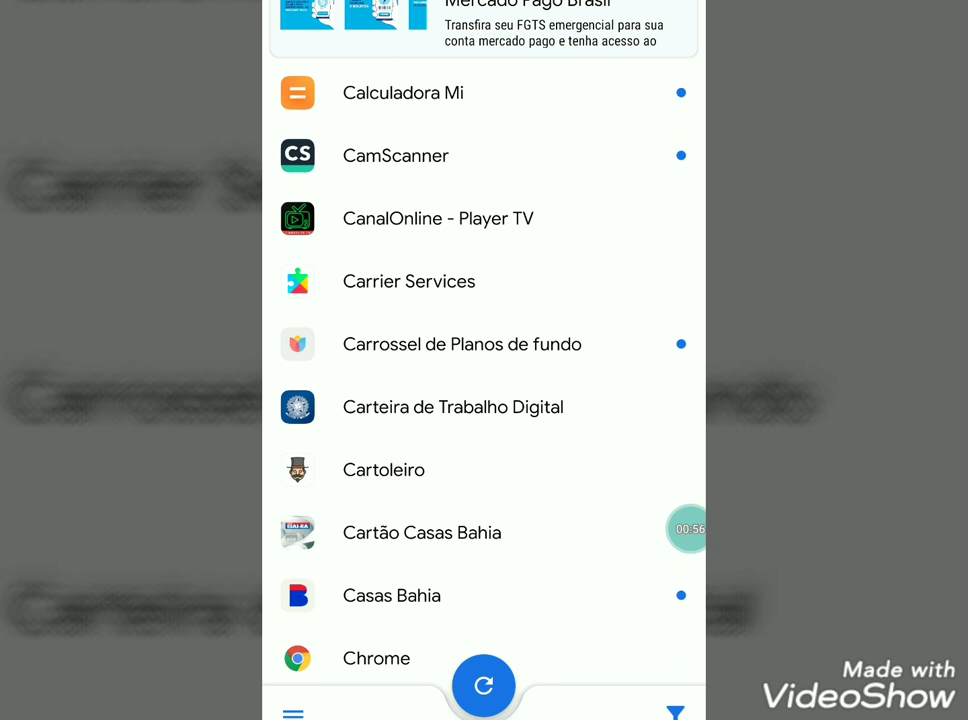 Mercado Pago Brasil
Transfira seu FGTS emergencial para sua
conta mercado pago e tenha acesso ao
Calculadora Mi
CS
CamScanner
CanalOnline - Player TV
Carrier Services
Carrossel de Planos de fundo
Carteira de Trabalho Digital
Cartoleiro
Cartão Casas Bahia
00:56
Casas Bahia
Chrome
Made with
VideoShow